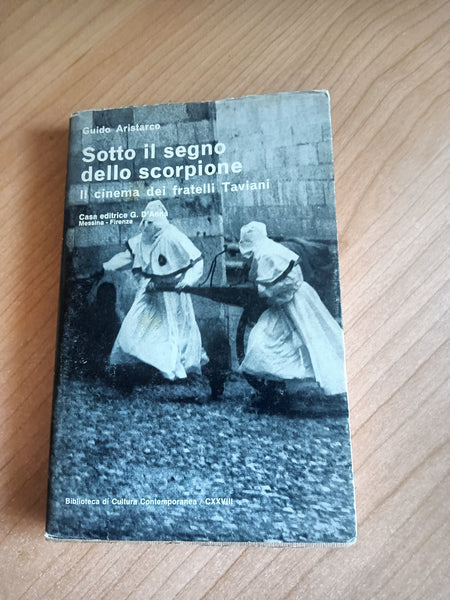 Guido Aristarco
Sotto il segno
dello scorpione
Il cinema dei fratelli Taviani
Casa editrice G. D'Anna
Messina - Firenze
Biblioteca di Cultura Contemporanea / CXXVIII